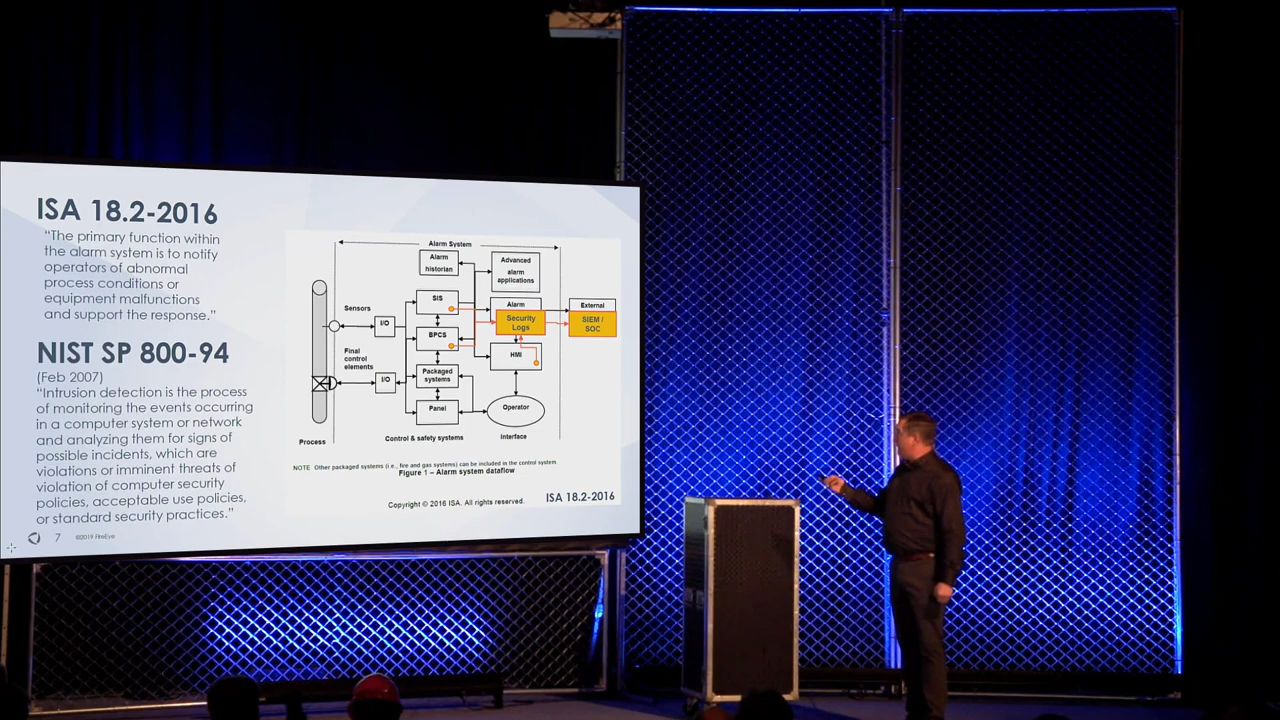 ISA 18.2-2016
“The primary function within
the alarm system is to notify
operators of abnormal
process conditions or
equipment malfunctions
and support the response.”
NIST SP 800-94
(Feb 2007)
“Intrusion detection is the process
of monitoring the events occurring
in a computer system or network
and analyzing them for signs of
possible incidents, which are
violations or imminent threats of
violation of computer security
policies, acceptable use policies,
or standard security practices.”
7 ©2019 FireEye
Alarm System
Alarm
historian
Advanced
alarm
applications
Sensors
SIS
Alarm
External
I/O
Security
Logs
SIEM /
SOC
BPCS
Final
control
elements
HMI
I/O
Packaged
systems
Panel
Operator
Process
Control & safety systems
Interface
NOTE Other packaged systems (i.e., fire and gas systems) can be included in the control system.
Figure 1 – Alarm system dataflow
Copyright © 2016 ISA. All rights reserved.
ISA 18.2-2016